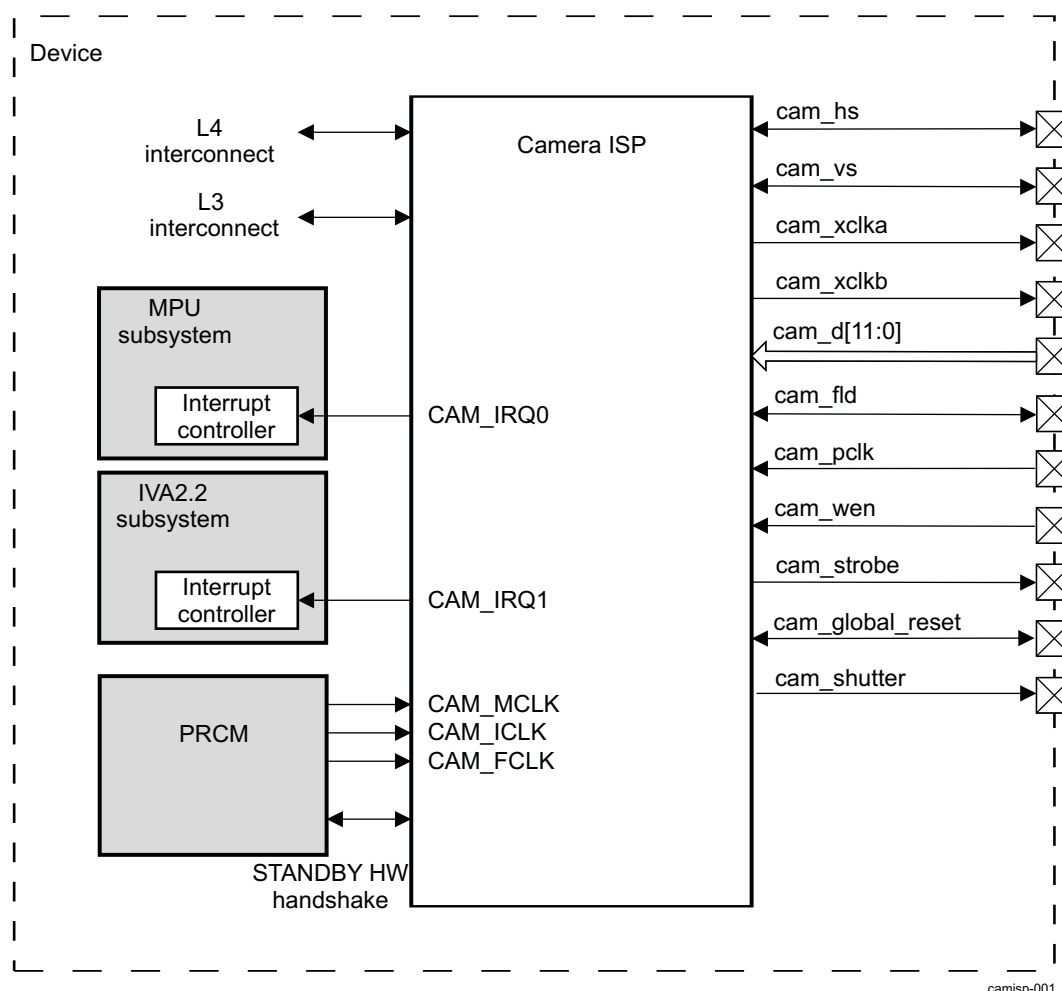 Device
L4
interconnect
L3
interconnect
MPU
subsystem
Interrupt
controller
IVA2.2
subsystem
Interrupt
controller
PRCM
STANDBY HW
handshake
Camera ISP
CAM_IRQ0
CAM_IRQ1
CAM_MCLK
CAM_ICLK
CAM_FCLK
cam_hs
cam_vs
cam_xclka
cam_xclkb
cam_d[11:0]
cam_fld
cam_pclk
cam_wen
cam_strobe
cam_global_reset
cam_shutter
camisp-001